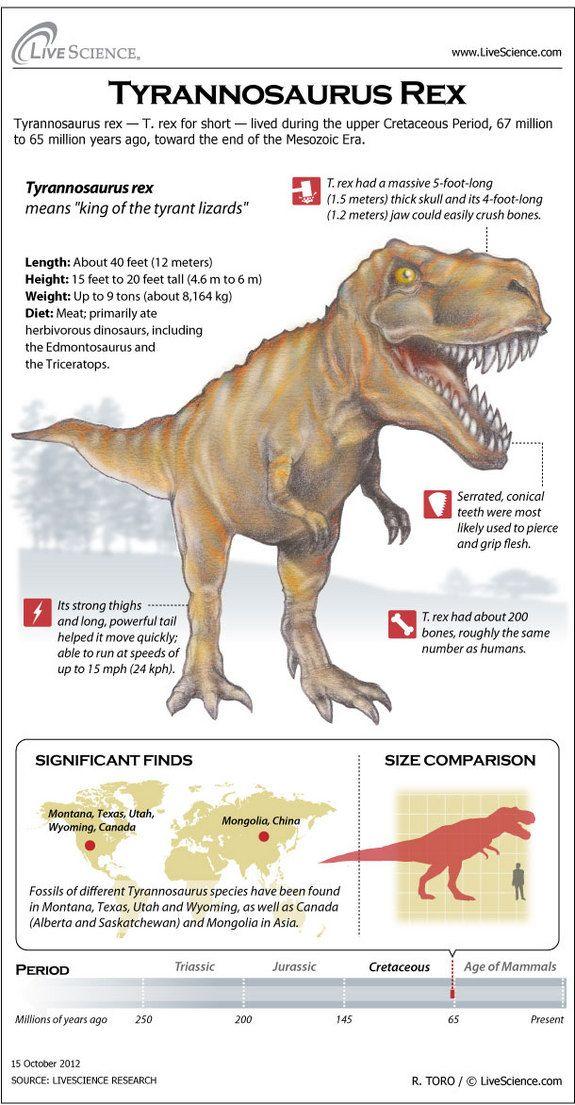 LIVESCIENCE.
www.LiveScience.com
TYRANNOSAURUS REX
Tyrannosaurus rex — T. rex for short — lived during the upper Cretaceous Period, 67 million
to 65 million years ago, toward the end of the Mesozoic Era.
Tyrannosaurus rex
means "king of the tyrant lizards"
T. rex had a massive 5-foot-long
(1.5 meters) thick skull and its 4-foot-long
(1.2 meters) jaw could easily crush bones.
Length: About 40 feet (12 meters)
Height: 15 feet to 20 feet tall (4.6 m to 6 m)
Weight: Up to 9 tons (about 8,164 kg)
Diet: Meat; primarily ate
herbivorous dinosaurs, including
the Edmontosaurus and
the Triceratops.
Serrated, conical
teeth were most
likely used to pierce
and grip flesh.
Its strong thighs
and long, powerful tail
helped it move quickly;
able to run at speeds of
up to 15 mph (24 kph).
T. rex had about 200
bones, roughly the same
number as humans.
SIGNIFICANT FINDS
Montana, Texas, Utah,
Wyoming, Canada
Mongolia, China
Fossils of different Tyrannosaurus species have been found
in Montana, Texas, Utah and Wyoming, as well as Canada
(Alberta and Saskatchewan) and Mongolia in Asia.
SIZE COMPARISON
PERIOD
Triassic
Jurassic
Cretaceous
Age of Mammals
Millions of years ago
250
200
145
65
Present
15 October 2012
SOURCE: LIVESCIENCE RESEARCH
R. TORO / © LiveScience.com